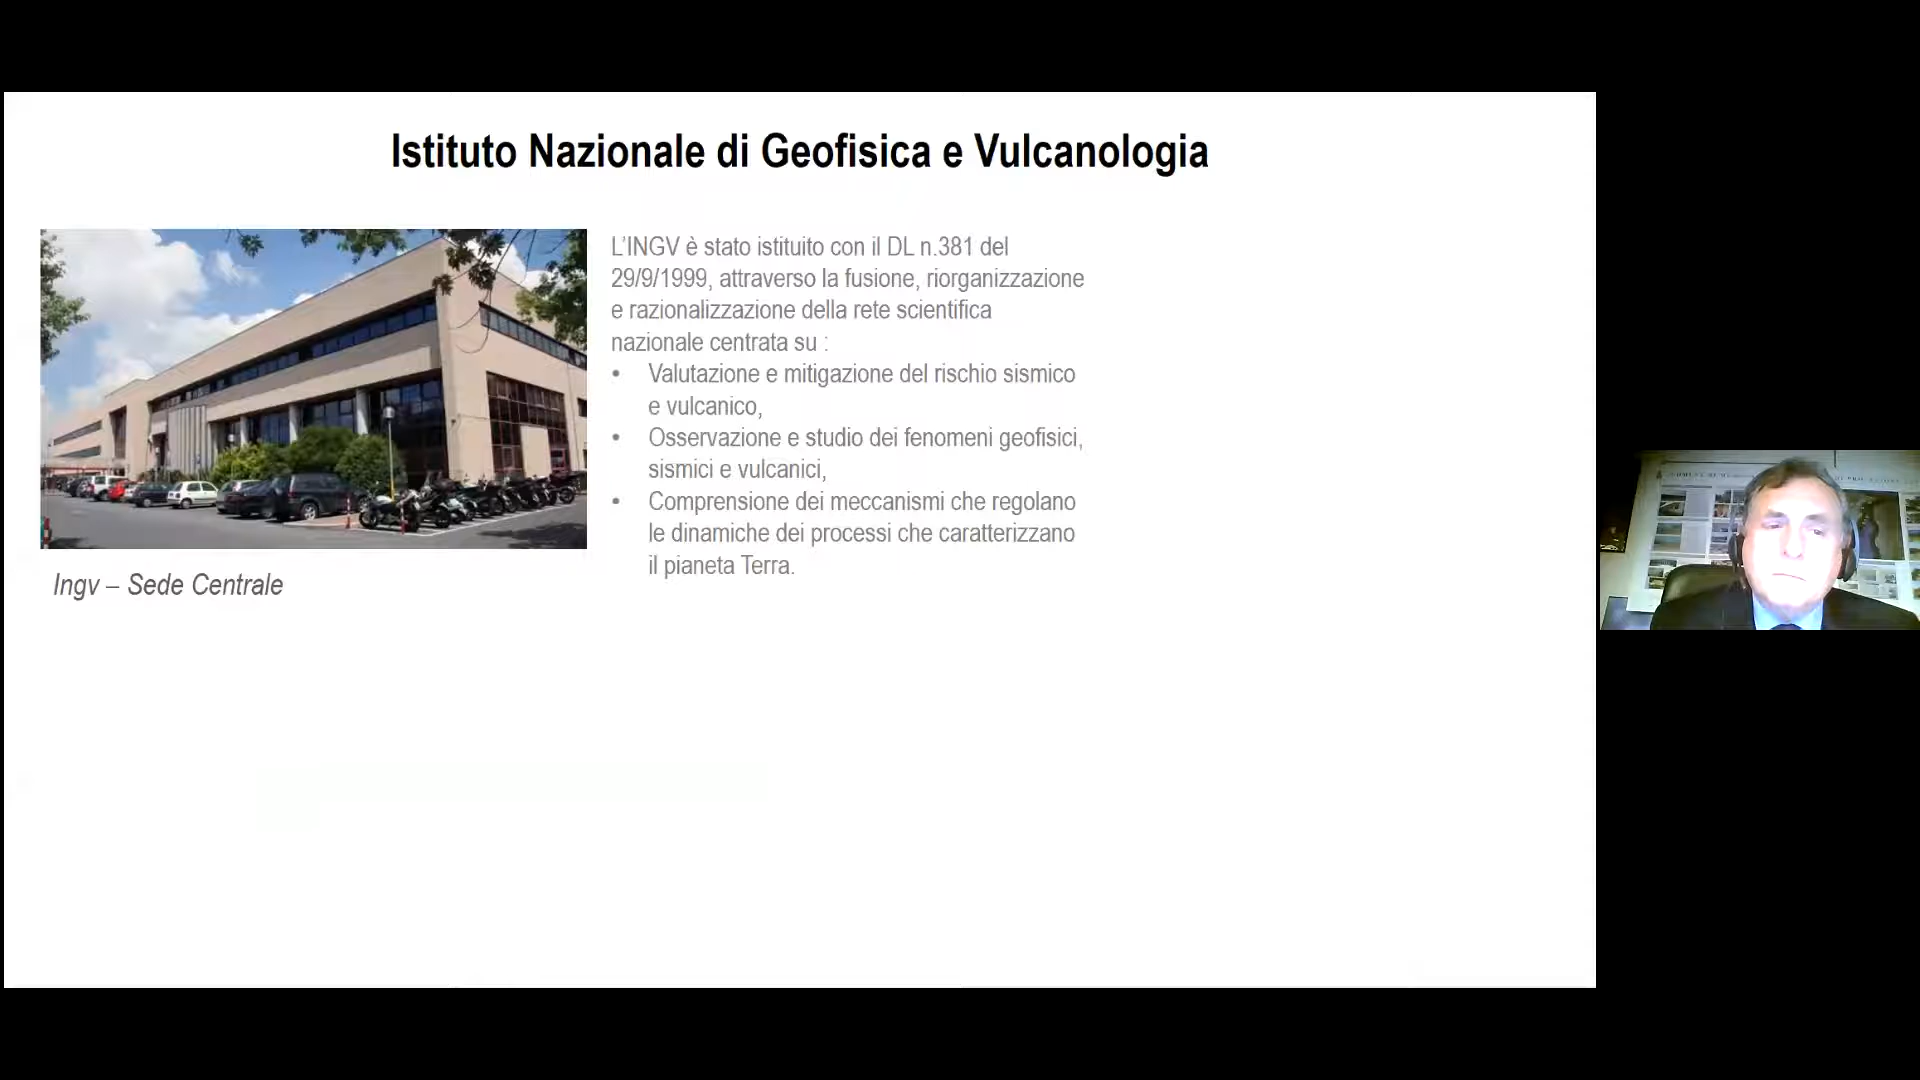 Istituto Nazionale di Geofisica e Vulcanologia
L'INGV è stato istituito con il DL n.381 del
29/9/1999, attraverso la fusione, riorganizzazione
e razionalizzazione della rete scientifica
nazionale centrata su :
• Valutazione e mitigazione del rischio sismico
e vulcanico,
• Osservazione e studio dei fenomeni geofisici,
sismici e vulcanici,
• Comprensione dei meccanismi che regolano
le dinamiche dei processi che caratterizzano
il pianeta Terra.
Ingv – Sede Centrale